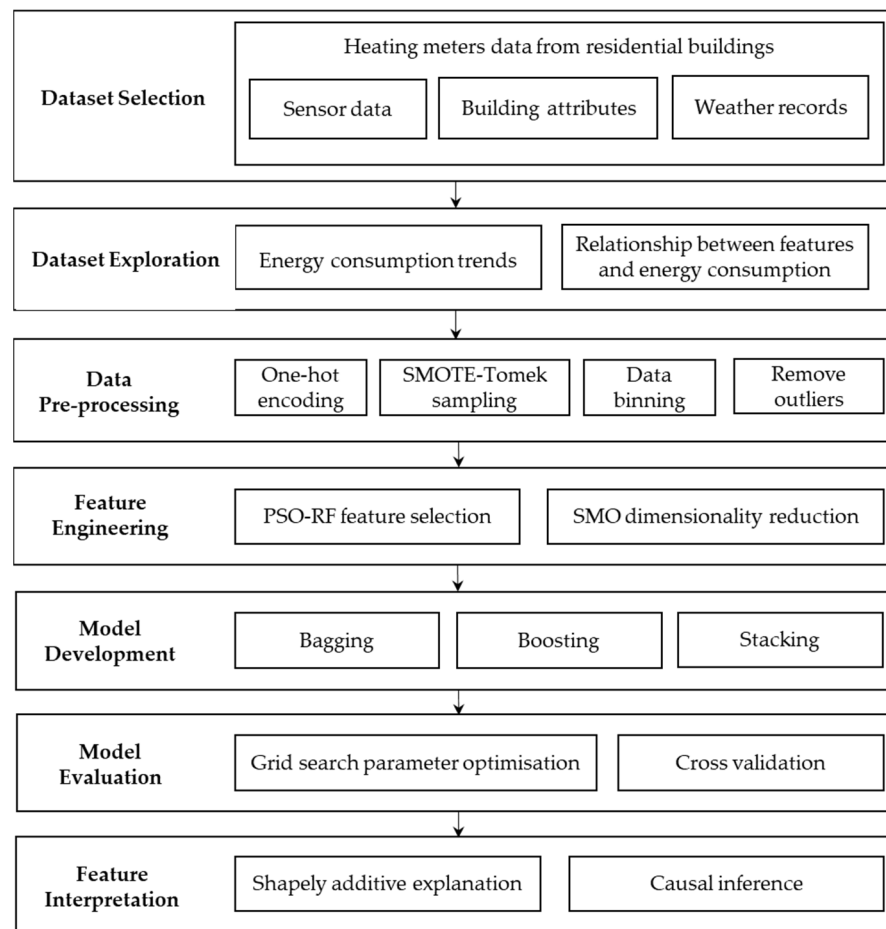 Dataset Selection
Heating meters data from residential buildings
Sensor data
Building attributes
Weather records
Dataset Exploration
Energy consumption trends
Relationship between features
and energy consumption
Data
Pre-processing
One-hot
encoding
SMOTE-Tomek
sampling
Data
binning
Remove
outliers
Feature
Engineering
PSO-RF feature selection
SMO dimensionality reduction
Model
Development
Bagging
Boosting
Stacking
Model
Evaluation
Grid search parameter optimisation
Cross validation
Feature
Interpretation
Shapely additive explanation
Causal inference